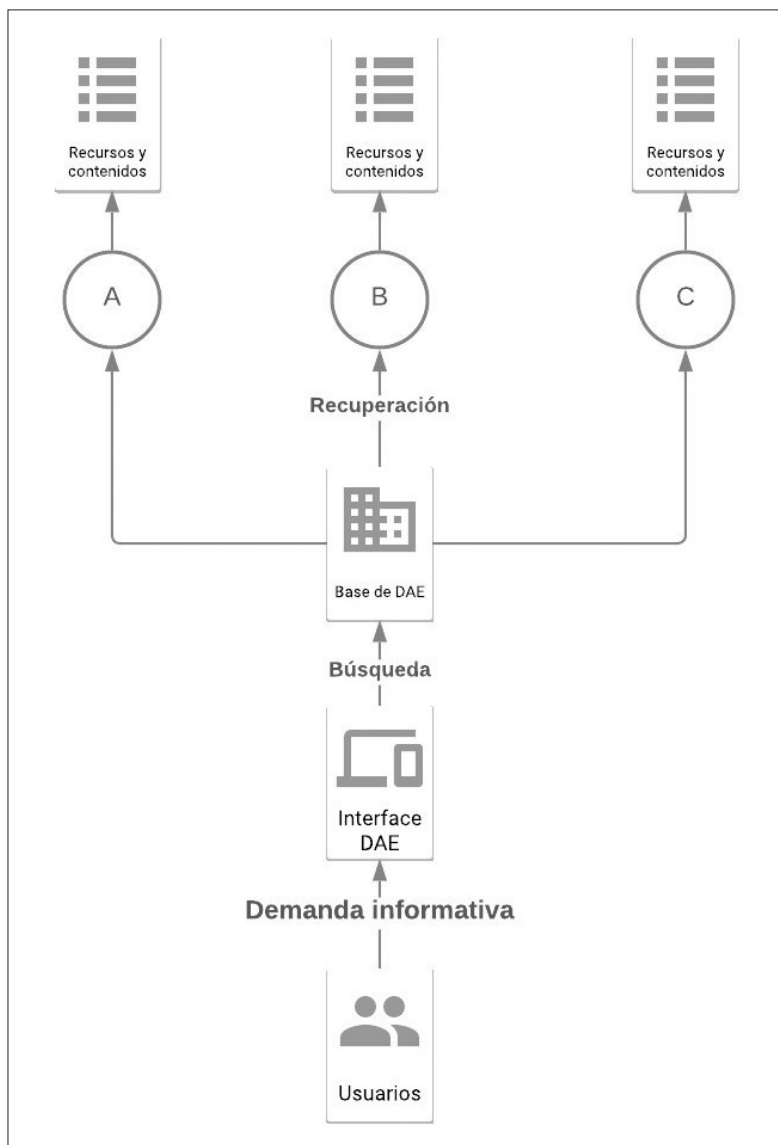 Recursos y
contenidos
Recursos y
contenidos
Recursos y
contenidos
A
B
C
Recuperación
Base de DAE
Búsqueda
Interface
DAE
Demanda informativa
Usuarios